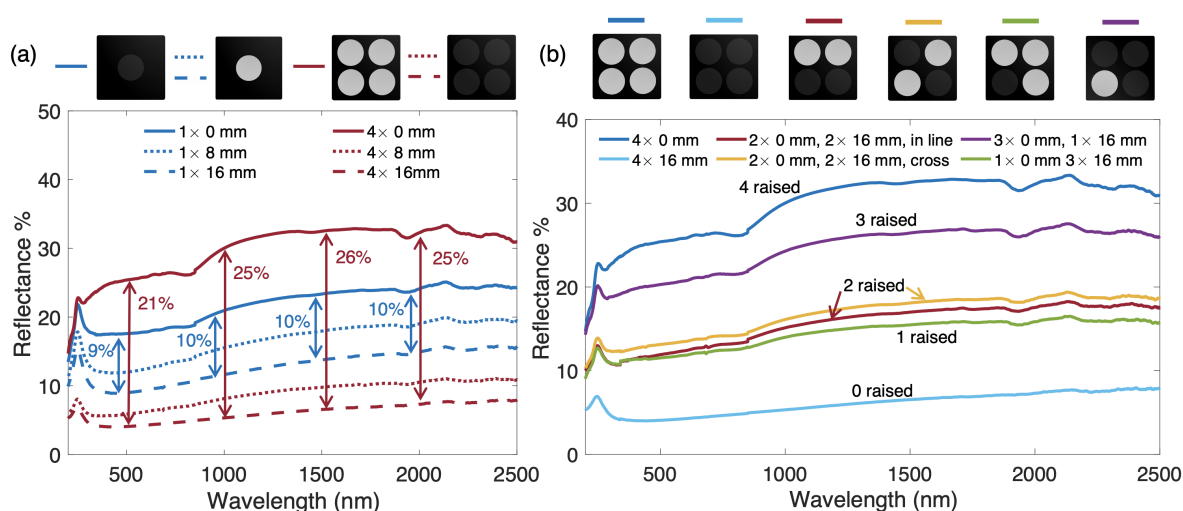 (a)
50
40
30
20
10
0
Reflectance %
1× 0 mm
1× 8 mm
1× 16 mm
4× 0 mm
4× 8 mm
4× 16mm
21%
25%
26%
25%
9%
10%
10%
10%
500
1000
1500
2000
2500
Wavelength (nm)
(b)
40
30
20
10
0
Reflectance %
4× 0 mm
4× 16 mm
2× 0 mm, 2× 16 mm, in line
2× 0 mm, 2× 16 mm, cross
3× 0 mm, 1× 16 mm
1× 0 mm 3× 16 mm
4 raised
3 raised
2 raised
1 raised
0 raised
500
1000
1500
2000
2500
Wavelength (nm)